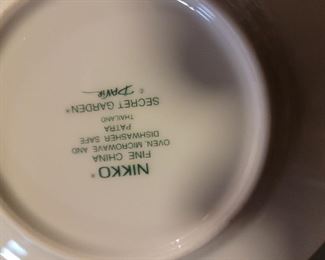 NIKKO®
FINE CHINA
OVEN, MICROWAVE AND
DISHWASHER SAFE
PATRA
THAILAND
SECRET GARDEN®
©